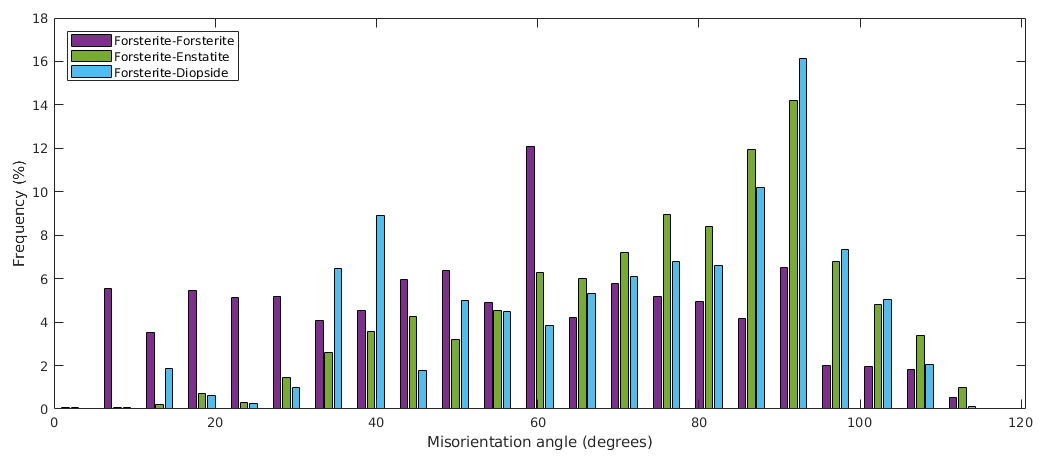 18
16
14
12
10
8
6
4
2
0
Frequency (%)
Forsterite-Forsterite
Forsterite-Enstatite
Forsterite-Diopside
0 20 40 60 80 100 120
Misorientation angle (degrees)